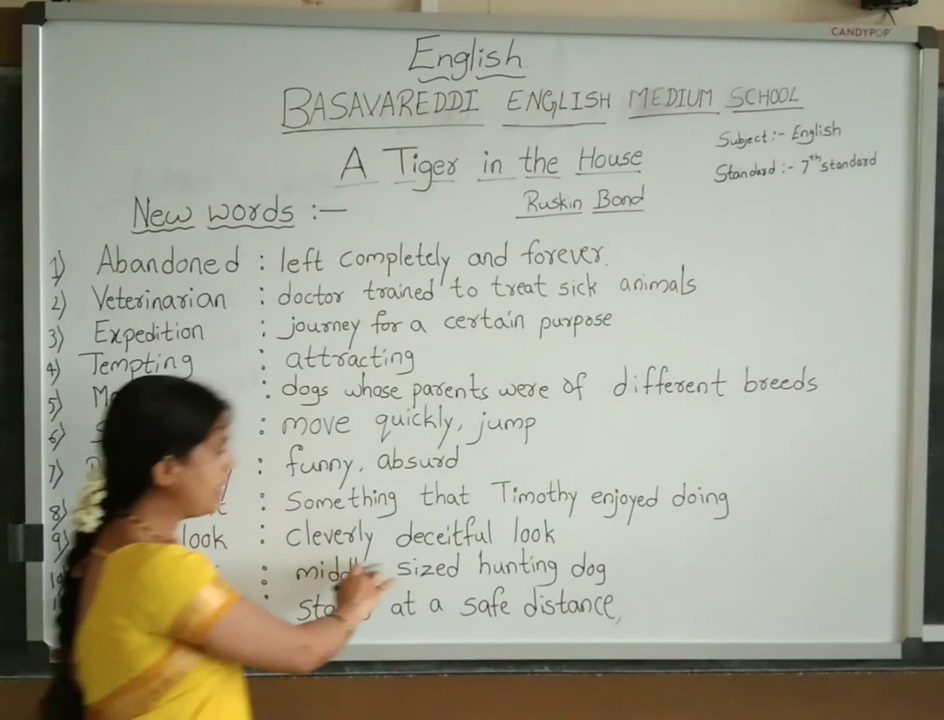 CANDYPOP
English
BASAVAREDDI ENGLISH MEDIUM SCHOOL
Subject :- English
A Tiger in the House
Standard :- 7th standard
Ruskin Bond
New words :-
1) Abandoned : left completely and forever.
2) Veterinarian : doctor trained to treat sick animals
3) Expedition : journey for a certain purpose
4) Tempting : attracting
5) : dogs whose parents were of different breeds
6) : move quickly, jump
7) : funny, absurd
8) : Something that Timothy enjoyed doing
9) look : cleverly deceitful look
: sized hunting dog
: at a safe distance,